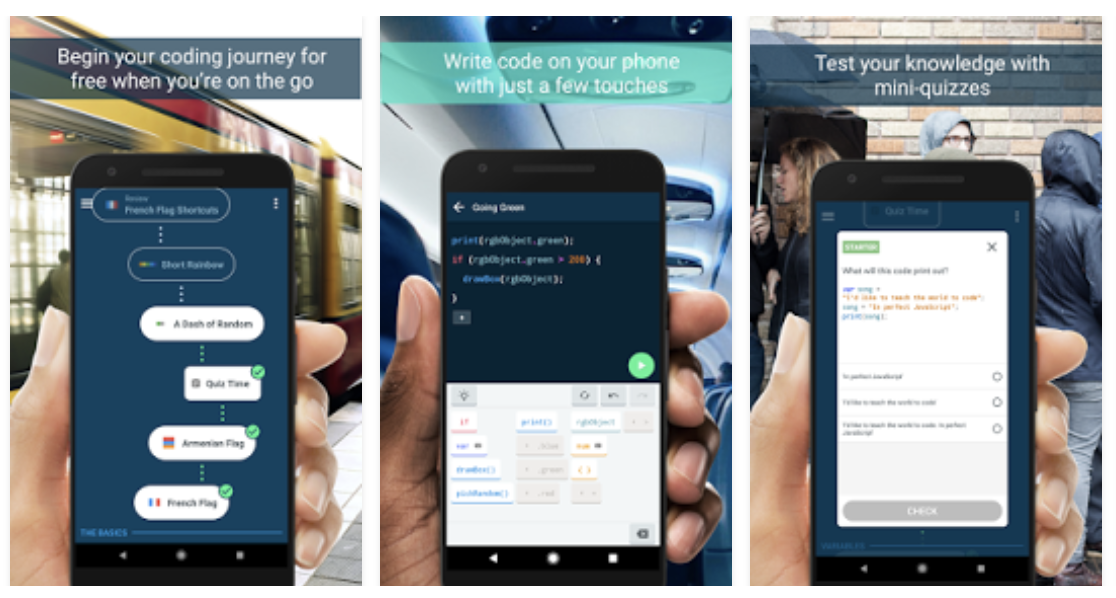 Begin your coding journey for
free when you're on the go
Review
French Flag Shortcuts
Short Rainbow
A Dash of Random
Quiz Time
Armenian Flag
French Flag
THE BASICS
Write code on your phone
with just a few touches
Going Green
print(rgbObject.green);
if (rgbObject.green > 200) {
drawBox(rgbObject);
}
+
if
print()
rgbObject
var
.blue
num
drawBox()
.green
( )
pickRandom()
.red
Test your knowledge with
mini-quizzes
Quiz Time
STARTER
What will this code print out?
var song =
"I'd like to teach the world to code";
song = "In perfect JavaScript";
print(song);
In perfect JavaScript
I'd like to teach the world to code
I'd like to teach the world to code, In perfect
JavaScript
CHECK
VARIABLES